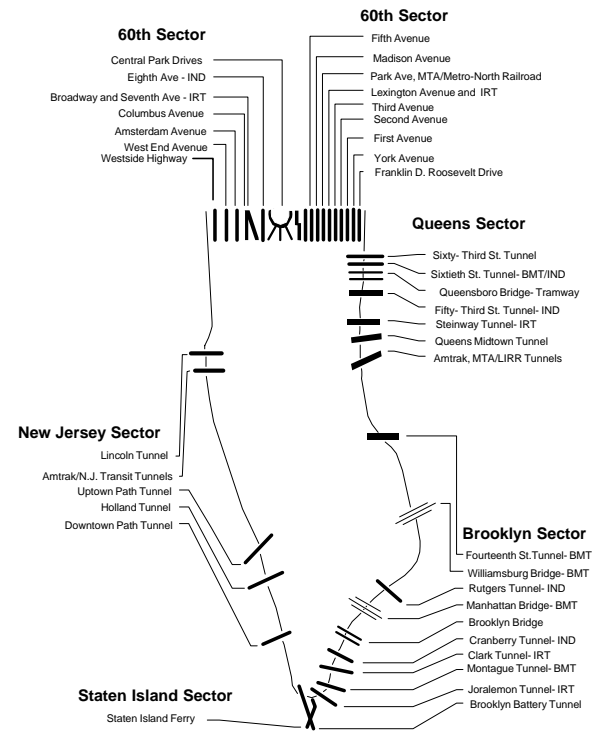 60th Sector
Central Park Drives
Eighth Ave - IND
Broadway and Seventh Ave - IRT
Columbus Avenue
Amsterdam Avenue
West End Avenue
Westside Highway
60th Sector
Fifth Avenue
Madison Avenue
Park Ave, MTA/Metro-North Railroad
Lexington Avenue and IRT
Third Avenue
Second Avenue
First Avenue
York Avenue
Franklin D. Roosevelt Drive
Queens Sector
Sixty- Third St. Tunnel
Sixtieth St. Tunnel- BMT/IND
Queensboro Bridge- Tramway
Fifty- Third St. Tunnel- IND
Steinway Tunnel- IRT
Queens Midtown Tunnel
Amtrak, MTA/LIRR Tunnels
New Jersey Sector
Lincoln Tunnel
Amtrak/N.J. Transit Tunnels
Uptown Path Tunnel
Holland Tunnel
Downtown Path Tunnel
Brooklyn Sector
Fourteenth St.Tunnel- BMT
Williamsburg Bridge- BMT
Rutgers Tunnel- IND
Manhattan Bridge- BMT
Brooklyn Bridge
Cranberry Tunnel- IND
Clark Tunnel- IRT
Montague Tunnel- BMT
Joralemon Tunnel- IRT
Brooklyn Battery Tunnel
Staten Island Sector
Staten Island Ferry